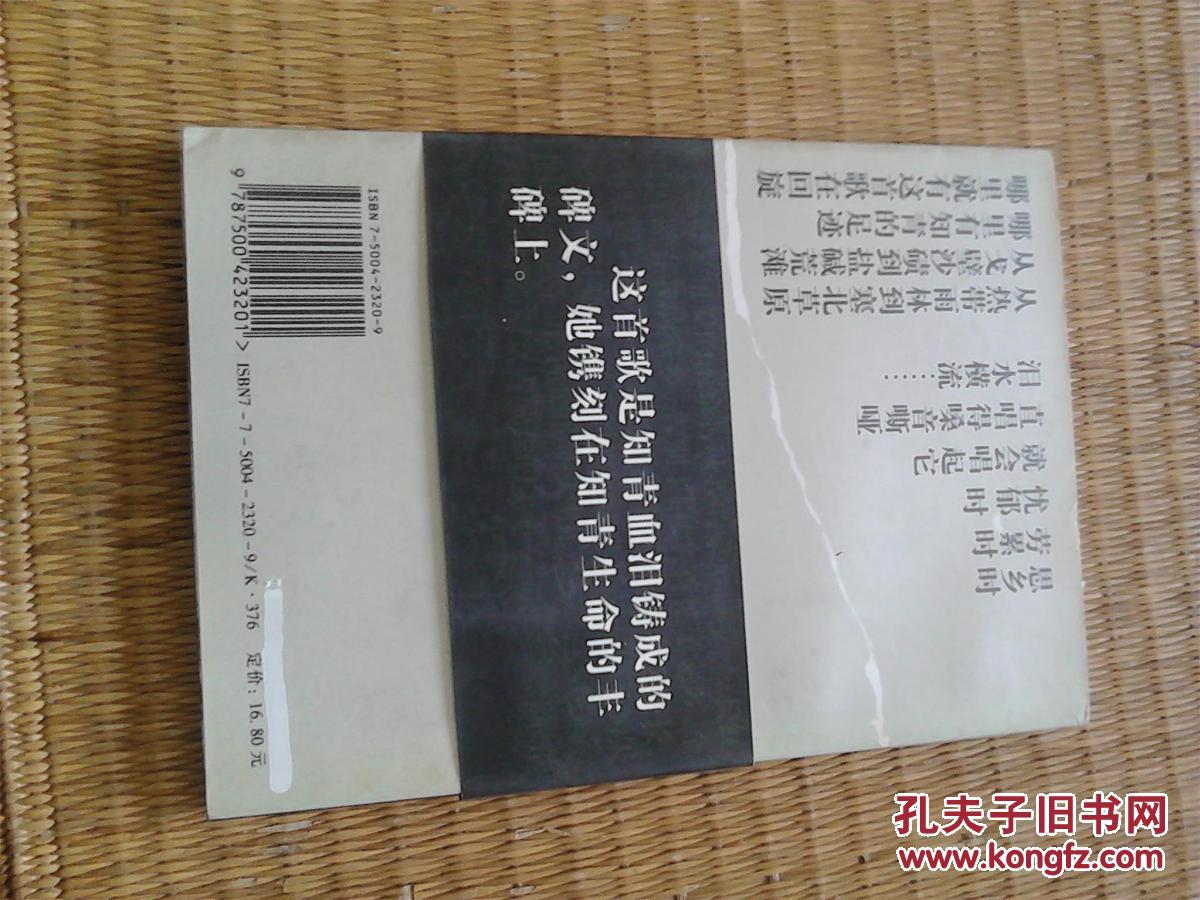 思乡时
劳累时
忧郁时
就会唱起它
直唱得嗓音嘶哑
泪水横流……
从热带雨林到塞北草原
从戈壁沙漠到盐碱荒滩
哪里有知青的足迹
哪里就有这首歌在回旋
这首歌是知青血泪铸成的
碑文，她镌刻在知青生命的丰
碑上。
ISBN 7-5004-2320-9
9 787500 423201 >
ISBN7-7-5004-2320-9/K·376 定价：16.80元
孔夫子旧书网
www.kongfz.com